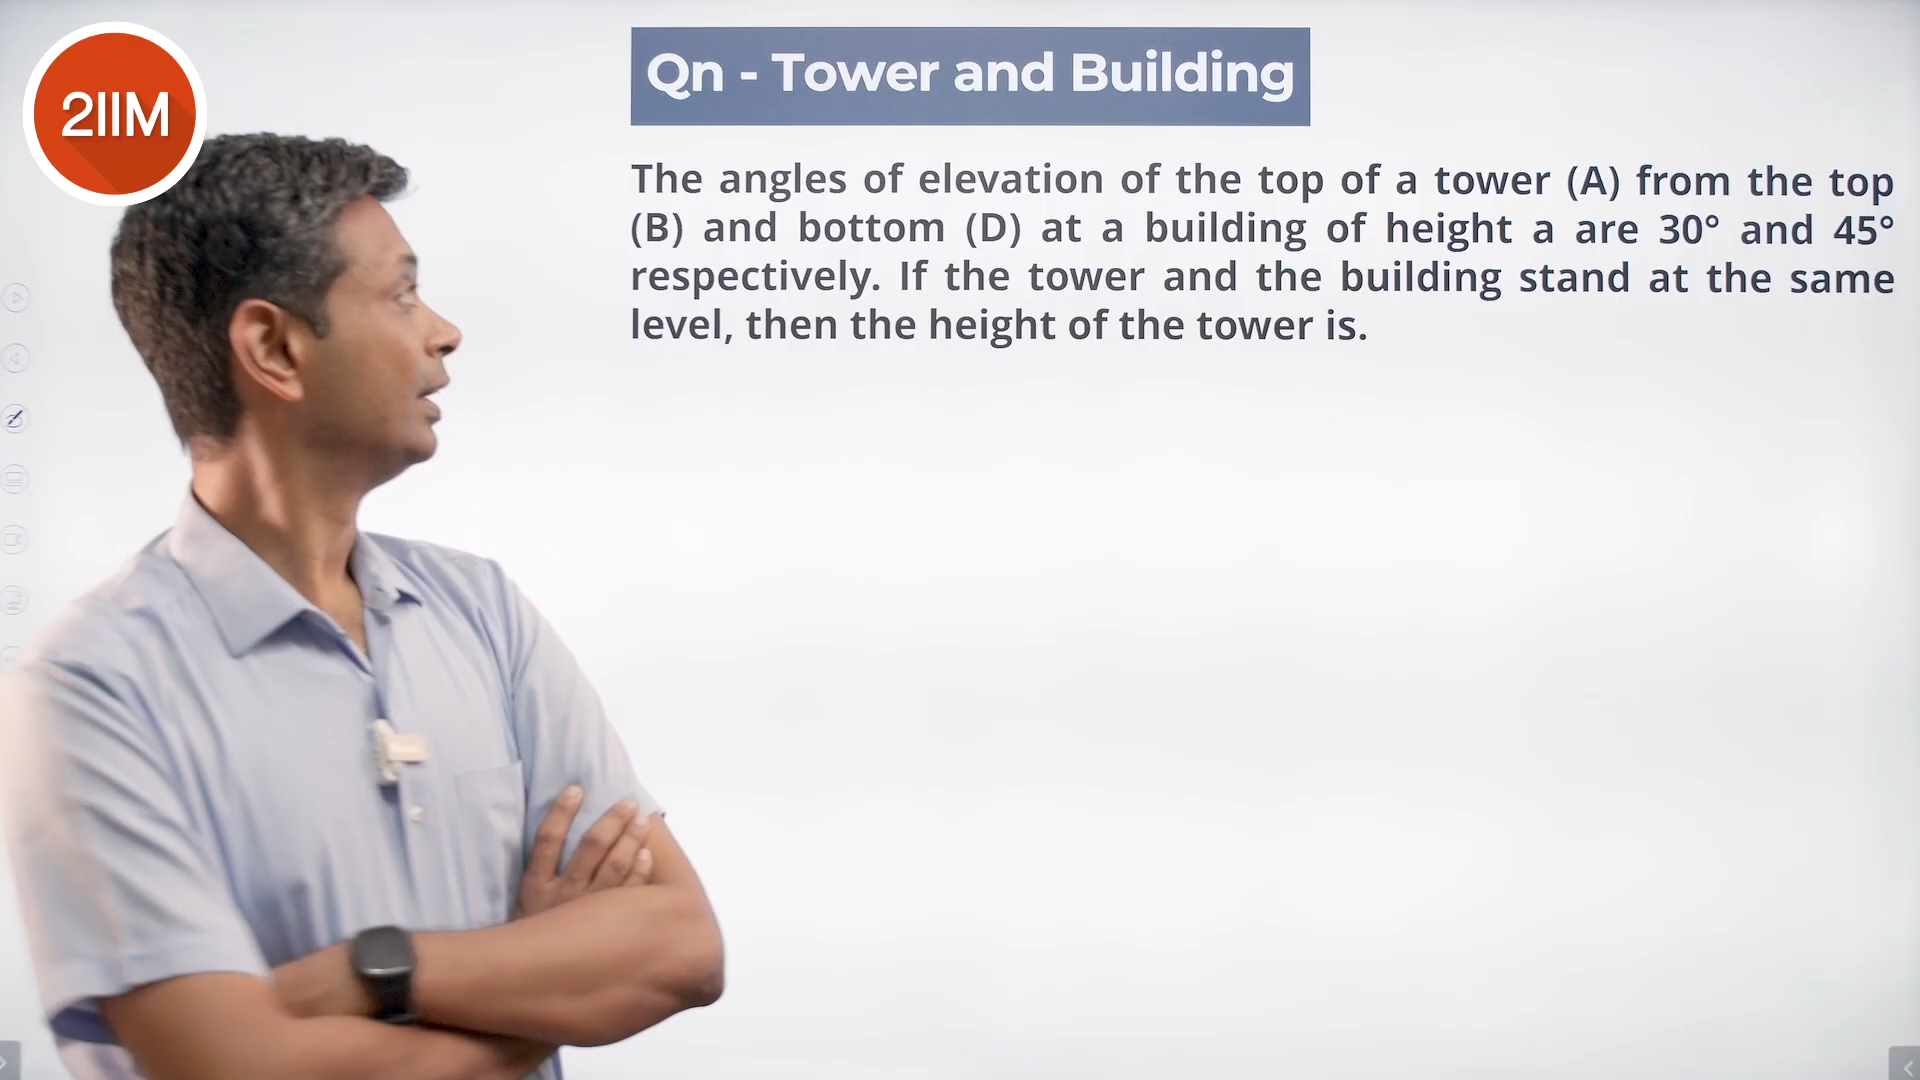 2IIM
Qn - Tower and Building
The angles of elevation of the top of a tower (A) from the top
(B) and bottom (D) at a building of height a are 30° and 45°
respectively. If the tower and the building stand at the same
level, then the height of the tower is.